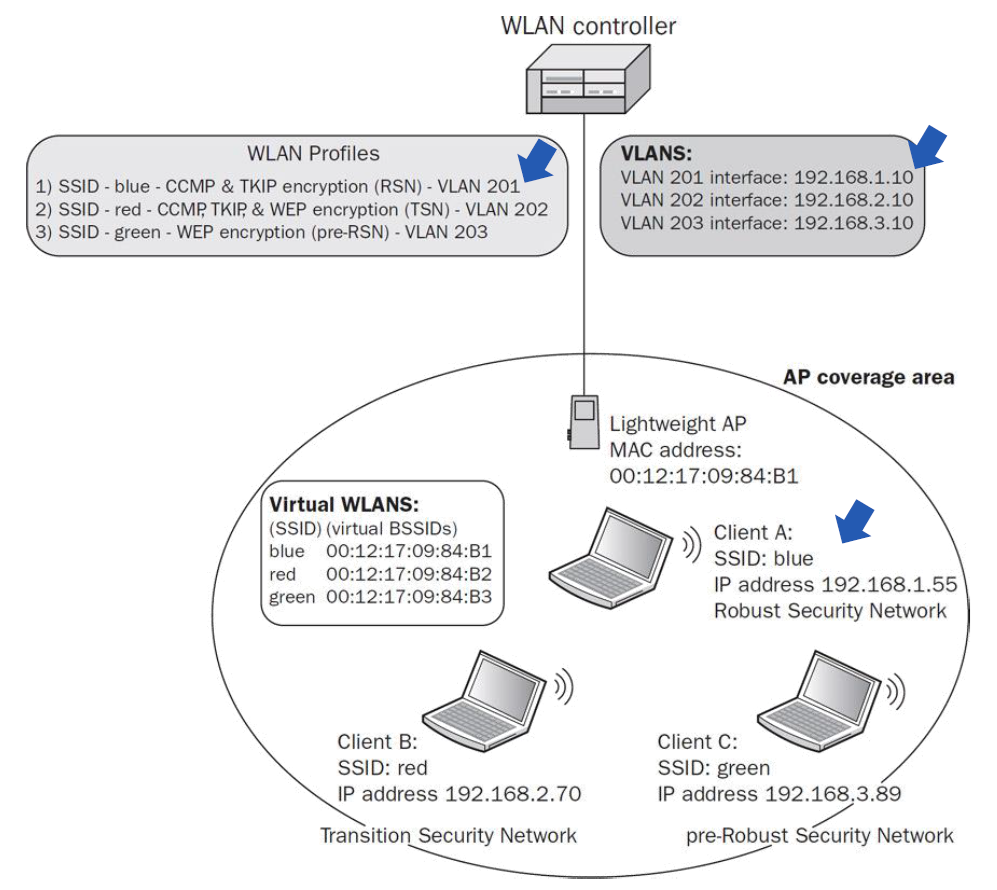 WLAN controller
WLAN Profiles
1) SSID - blue - CCMP & TKIP encryption (RSN) - VLAN 201
2) SSID - red - CCMP, TKIP, & WEP encryption (TSN) - VLAN 202
3) SSID - green - WEP encryption (pre-RSN) - VLAN 203
VLANS:
VLAN 201 interface: 192.168.1.10
VLAN 202 interface: 192.168.2.10
VLAN 203 interface: 192.168.3.10
AP coverage area
Lightweight AP
MAC address:
00:12:17:09:84:B1
Virtual WLANS:
(SSID) (virtual BSSIDs)
blue 00:12:17:09:84:B1
red 00:12:17:09:84:B2
green 00:12:17:09:84:B3
Client A:
SSID: blue
IP address 192.168.1.55
Robust Security Network
Client B:
SSID: red
IP address 192.168.2.70
Transition Security Network
Client C:
SSID: green
IP address 192.168.3.89
pre-Robust Security Network